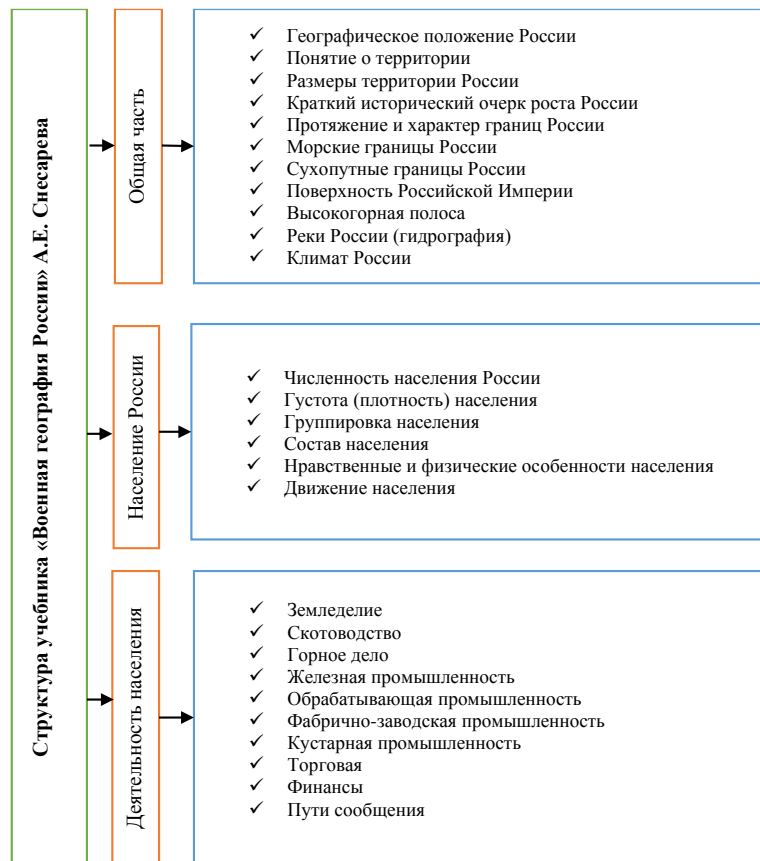 Структура учебника «Военная география России» А.Е. Снесарева
Общая часть
Географическое положение России
Понятие о территории
Размеры территории России
Краткий исторический очерк роста России
Протяжение и характер границ России
Морские границы России
Сухопутные границы России
Поверхность Российской Империи
Высокогорная полоса
Реки России (гидрография)
Климат России
Население России
Численность населения России
Густота (плотность) населения
Группировка населения
Состав населения
Нравственные и физические особенности населения
Движение населения
Деятельность населения
Земледелие
Скотоводство
Горное дело
Железная промышленность
Обрабатывающая промышленность
Фабрично-заводская промышленность
Кустарная промышленность
Торговая
Финансы
Пути сообщения